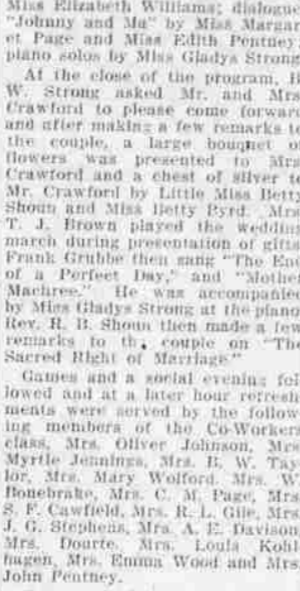 Miss Elizabeth Williams; dialogue
"Johnny and Me" by Miss Margar
et Page and Miss Edith Pentney;
piano solos by Miss Gladys Strong
At the close of the program, B
W. Strong asked Mr. and Mrs
Crawford to please come forward
and after making a few remarks to
the couple, a large bouquet of
flowers was presented to Mrs
Crawford and a chest of silver to
Mr. Crawford by Little Miss Betty
Shoun and Miss Betty Byrd. Mrs
T. J. Brown played the wedding
march during presentation of gifts
Frank Grubbe then sang "The End
of a Perfect Day," and "Mother
Machree." He was accompanied
by Miss Gladys Strong at the piano
Rev. R. B. Shoun then made a few
remarks to the couple on "The
Sacred Right of Marriage."
Games and a social evening fol
lowed and at a later hour refresh
ments were served by the follow
ing members of the Co-Workers
class, Mrs. Oliver Johnson, Mrs
Myrtle Jennings, Mrs. B. W. Tay
lor, Mrs. Mary Wolford, Mrs. W.
Bonebrake, Mrs. C. M. Page, Mrs
S. F. Cawfield, Mrs. R. L. Gile, Mrs
J. G. Stephens, Mrs. A. E. Davison
Mrs. Dourte, Mrs. Louis Kohl
hagen, Mrs. Emma Wood and Mrs
John Pentney.